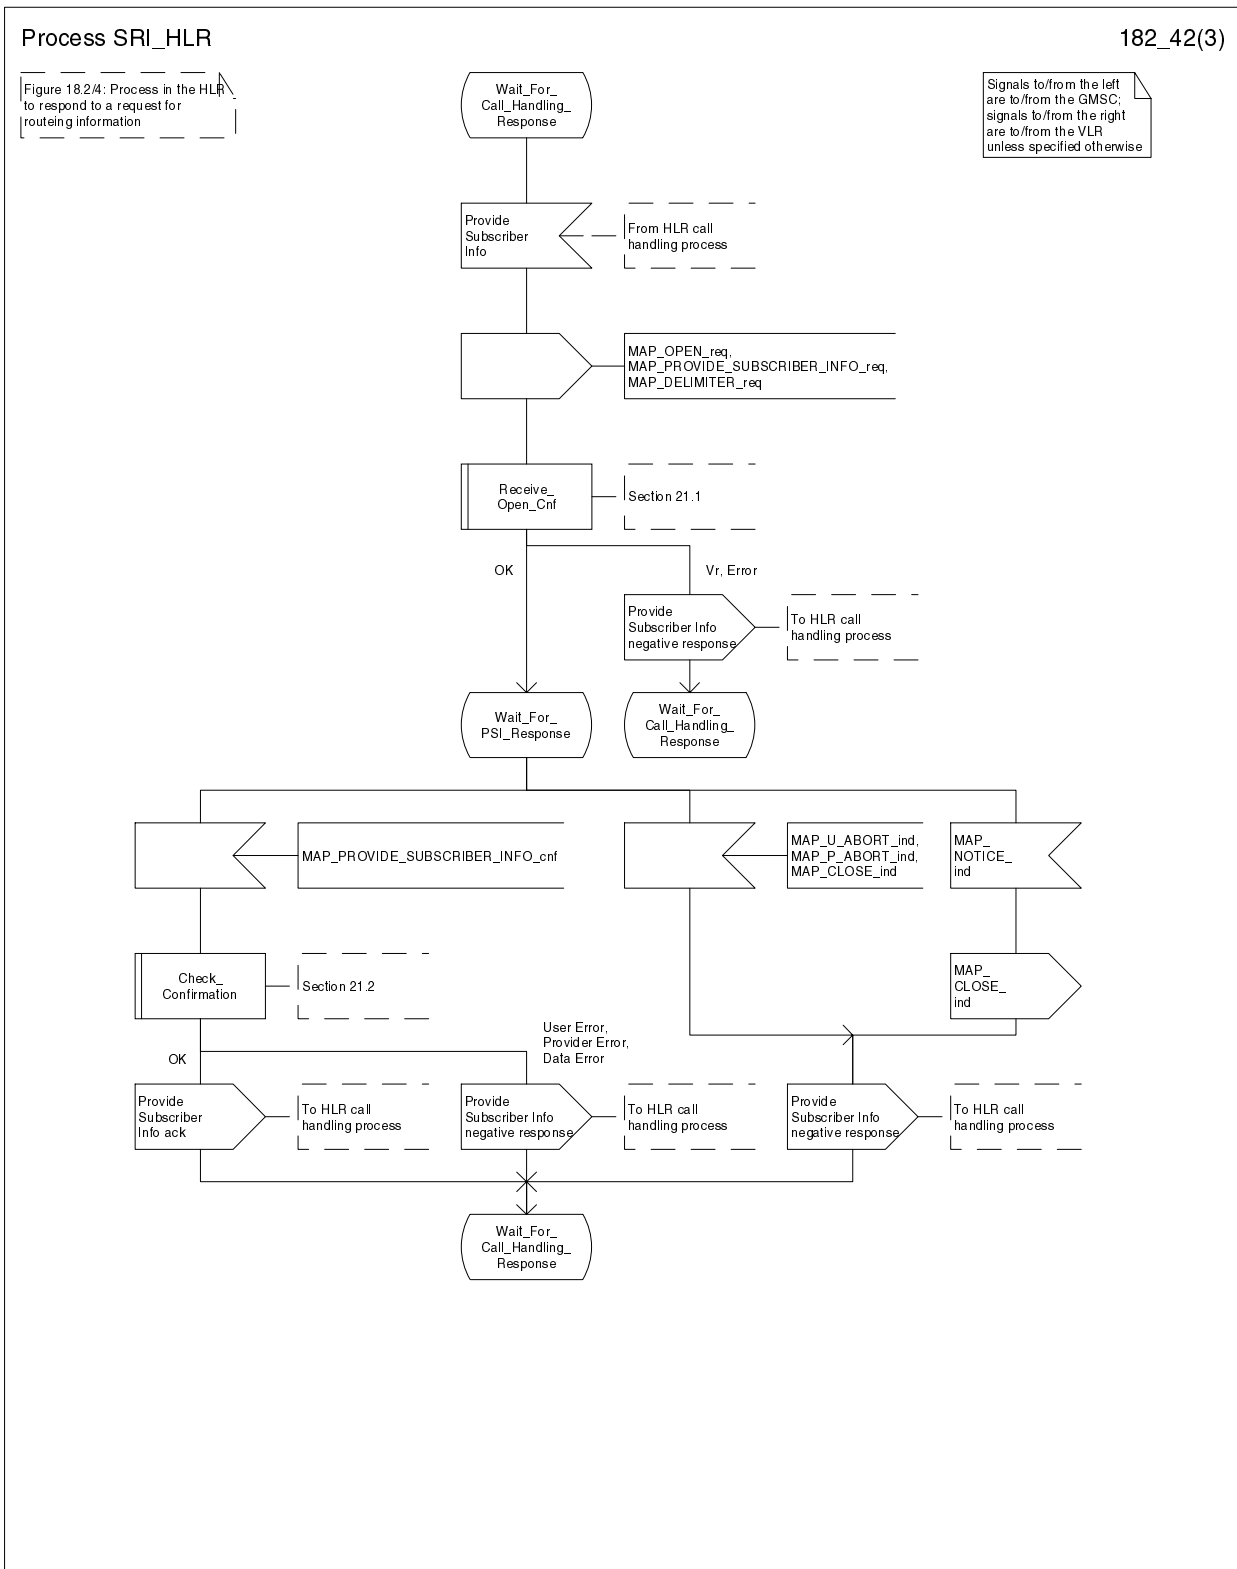 Process SRI_HLR
182_42(3)
Figure 18.2/4: Process in the HLR
to respond to a request for
routeing information
Wait_For_
Call_Handling_
Response
Signals to/from the left
are to/from the GMSC;
signals to/from the right
are to/from the VLR
unless specified otherwise
Provide
Subscriber
Info
From HLR call
handling process
MAP_OPEN_req,
MAP_PROVIDE_SUBSCRIBER_INFO_req,
MAP_DELIMITER_req
Receive_
Open_Cnf
Section 21.1
OK
Vr, Error
Provide
Subscriber Info
negative response
To HLR call
handling process
Wait_For_
PSI_Response
Wait_For_
Call_Handling_
Response
MAP_PROVIDE_SUBSCRIBER_INFO_cnf
MAP_U_ABORT_ind,
MAP_P_ABORT_ind,
MAP_CLOSE_ind
MAP_
NOTICE_
ind
Check_
Confirmation
Section 21.2
MAP_
CLOSE_
ind
OK
User Error,
Provider Error,
Data Error
Provide
Subscriber
Info ack
To HLR call
handling process
Provide
Subscriber Info
negative response
To HLR call
handling process
Provide
Subscriber Info
negative response
To HLR call
handling process
Wait_For_
Call_Handling_
Response